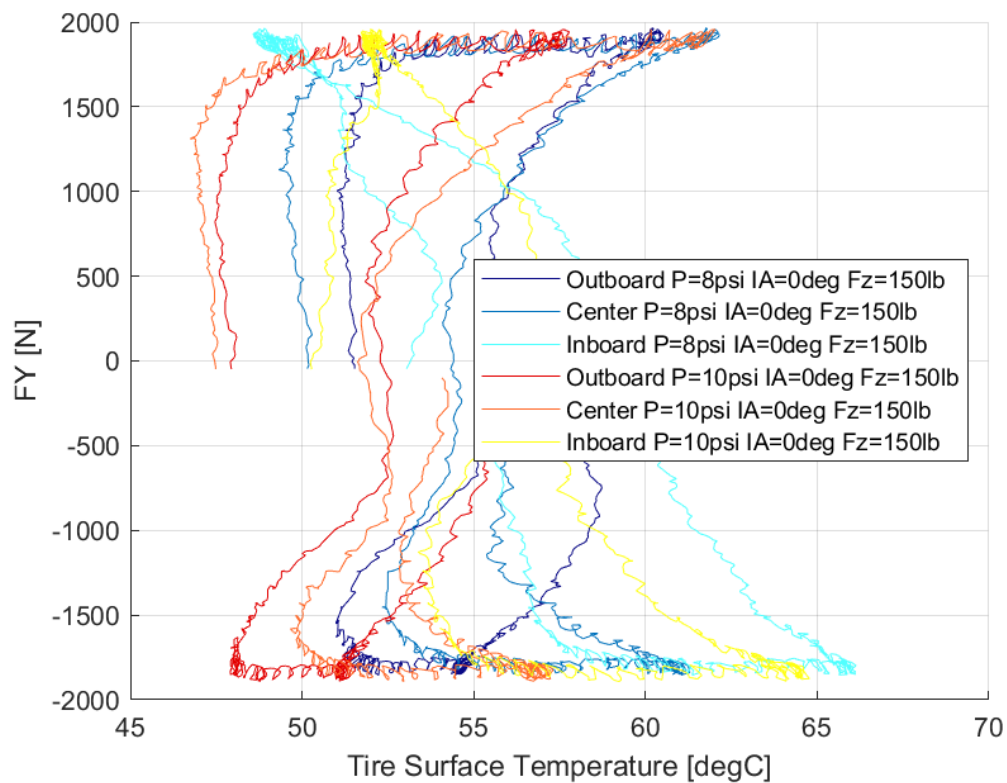 2000
1500
1000
500
0
-500
-1000
-1500
-2000
FY [N]
Outboard P=8psi IA=0deg Fz=150lb
Center P=8psi IA=0deg Fz=150lb
Inboard P=8psi IA=0deg Fz=150lb
Outboard P=10psi IA=0deg Fz=150lb
Center P=10psi IA=0deg Fz=150lb
Inboard P=10psi IA=0deg Fz=150lb
45 50 55 60 65 70
Tire Surface Temperature [degC]